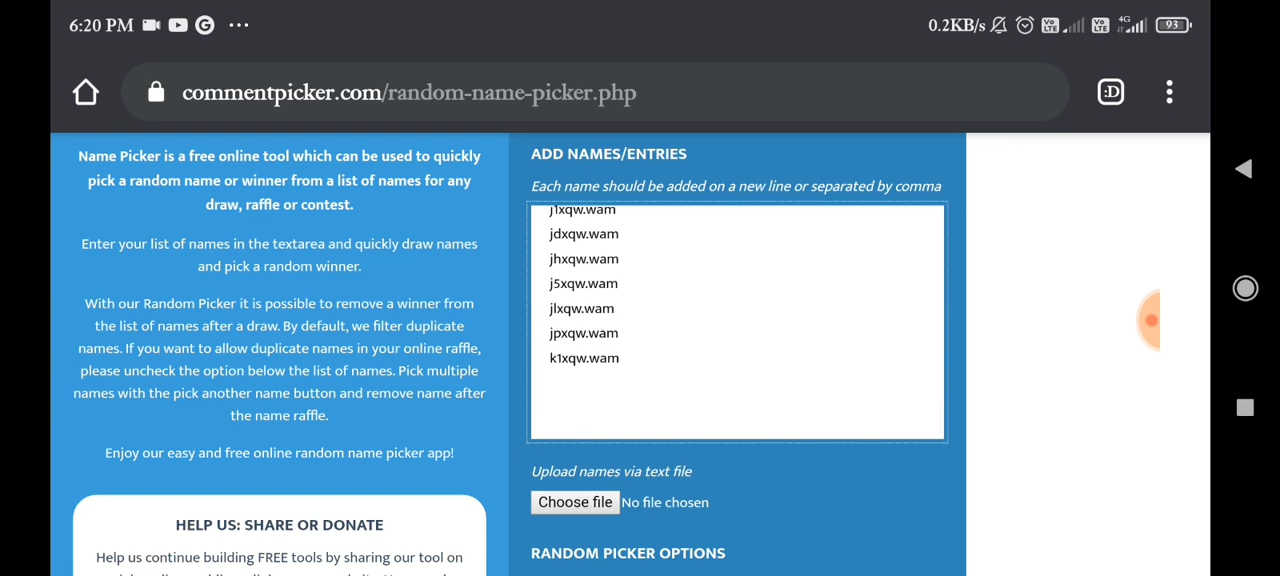 6:20 PM
0.2KB/s
Vo LTE
Vo LTE
4G
93
commentpicker.com/random-name-picker.php
:D
Name Picker is a free online tool which can be used to quickly
pick a random name or winner from a list of names for any
draw, raffle or contest.
Enter your list of names in the textarea and quickly draw names
and pick a random winner.
With our Random Picker it is possible to remove a winner from
the list of names after a draw. By default, we filter duplicate
names. If you want to allow duplicate names in your online raffle,
please uncheck the option below the list of names. Pick multiple
names with the pick another name button and remove name after
the name raffle.
Enjoy our easy and free online random name picker app!
HELP US: SHARE OR DONATE
Help us continue building FREE tools by sharing our tool on
ADD NAMES/ENTRIES
Each name should be added on a new line or separated by comma
j1xqw.wam
jdxqw.wam
jhxqw.wam
j5xqw.wam
jlxqw.wam
jpxqw.wam
k1xqw.wam
Upload names via text file
Choose file No file chosen
RANDOM PICKER OPTIONS